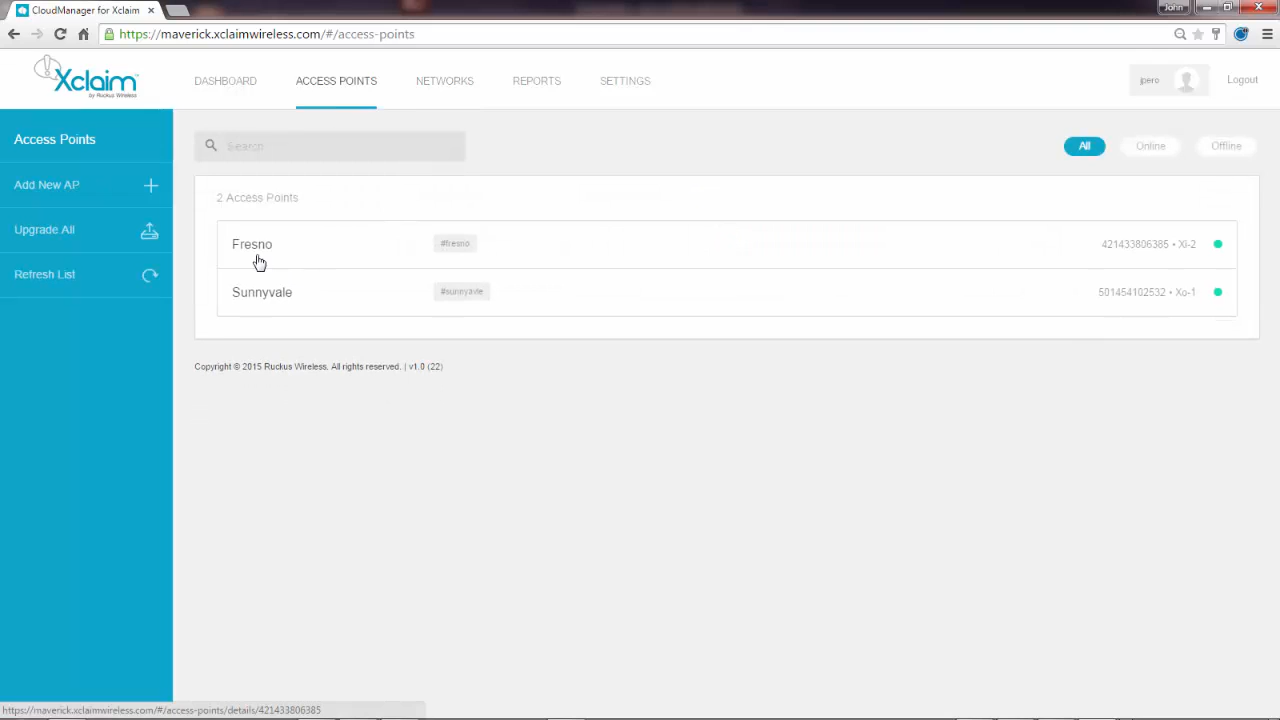 CloudManager for Xclaim
John
https://maverick.xclaimwireless.com/#/access-points
Xclaim
by Ruckus Wireless
DASHBOARD
ACCESS POINTS
NETWORKS
REPORTS
SETTINGS
jpero
Logout
Access Points
Add New AP
Upgrade All
Refresh List
Search
All
Online
Offline
2 Access Points
Fresno
#fresno
421433806385 • Xi-2
Sunnyvale
#sunnyavle
501454102532 • Xo-1
Copyright © 2015 Ruckus Wireless. All rights reserved. | v1.0 (22)
https://maverick.xclaimwireless.com/#/access-points/details/421433806385